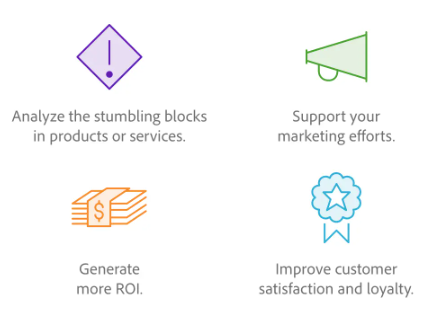 Analyze the stumbling blocks
in products or services.
Support your
marketing efforts.
$
Generate
more ROI.
Improve customer
satisfaction and loyalty.